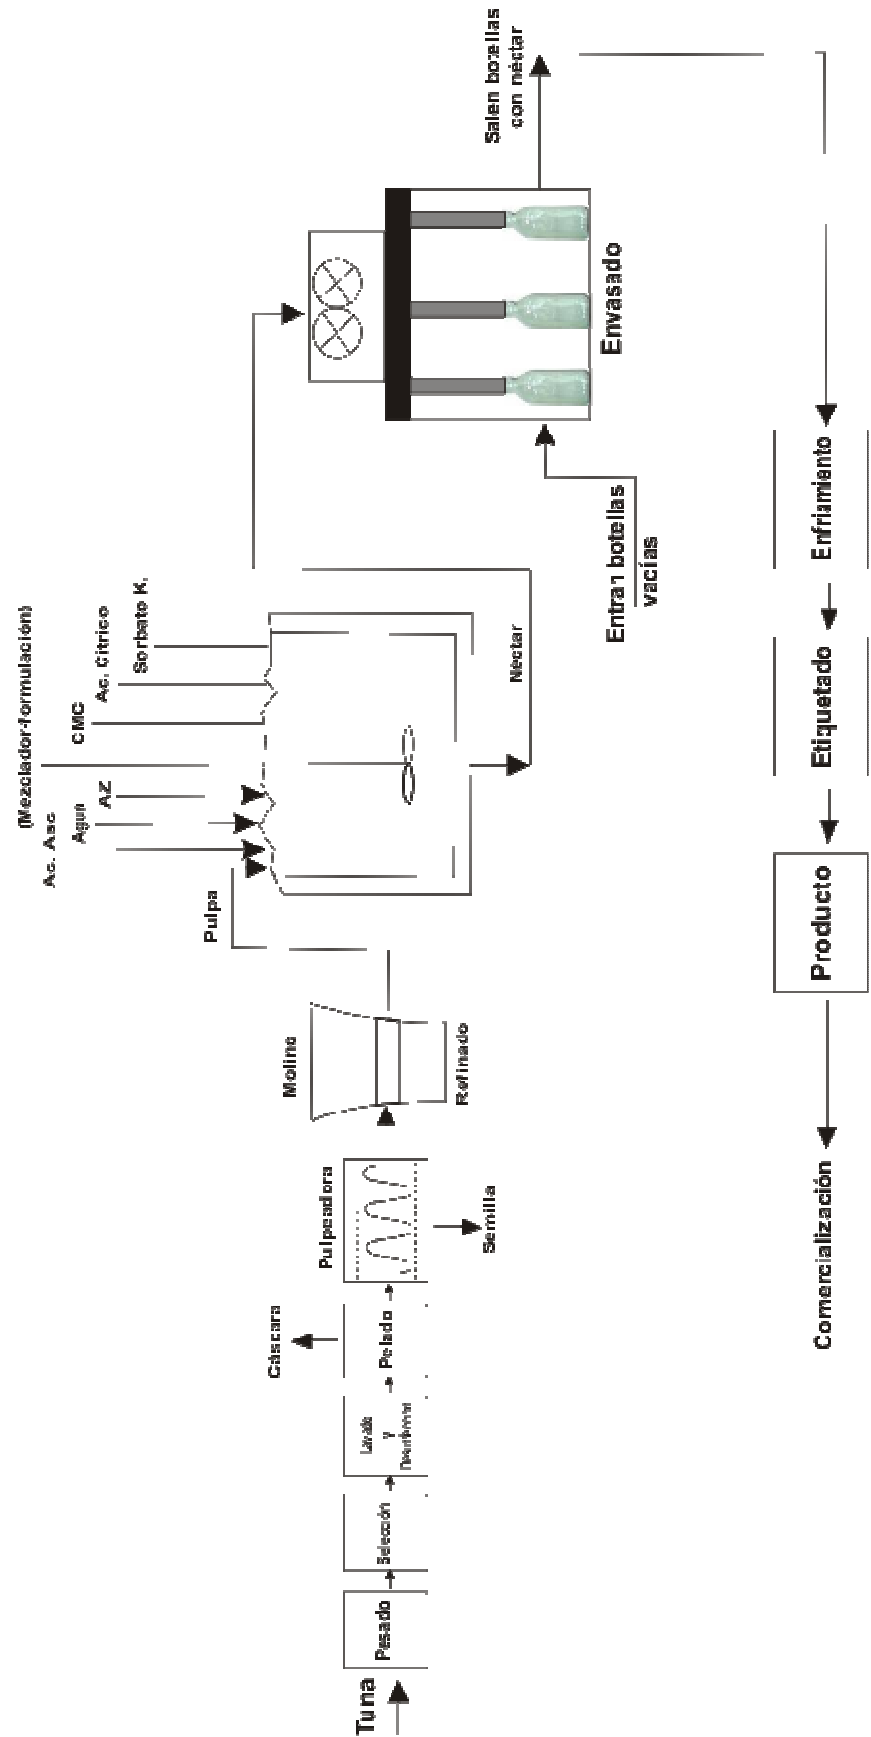 Tuna
Pesado
Selección
Lavado
y
Pelado
Cáscara
Pulpeadora
Semilla
Molino
Refinado
Pulpa
Ac. Asc
Agua
AZ
(Mezclador-formulación)
CMC
Ac. Cítrico
Sorbato K.
Néctar
Entran botellas
vacías
Envasado
Salen botellas
con néctar
Enfriamiento
Etiquetado
Producto
Comercialización